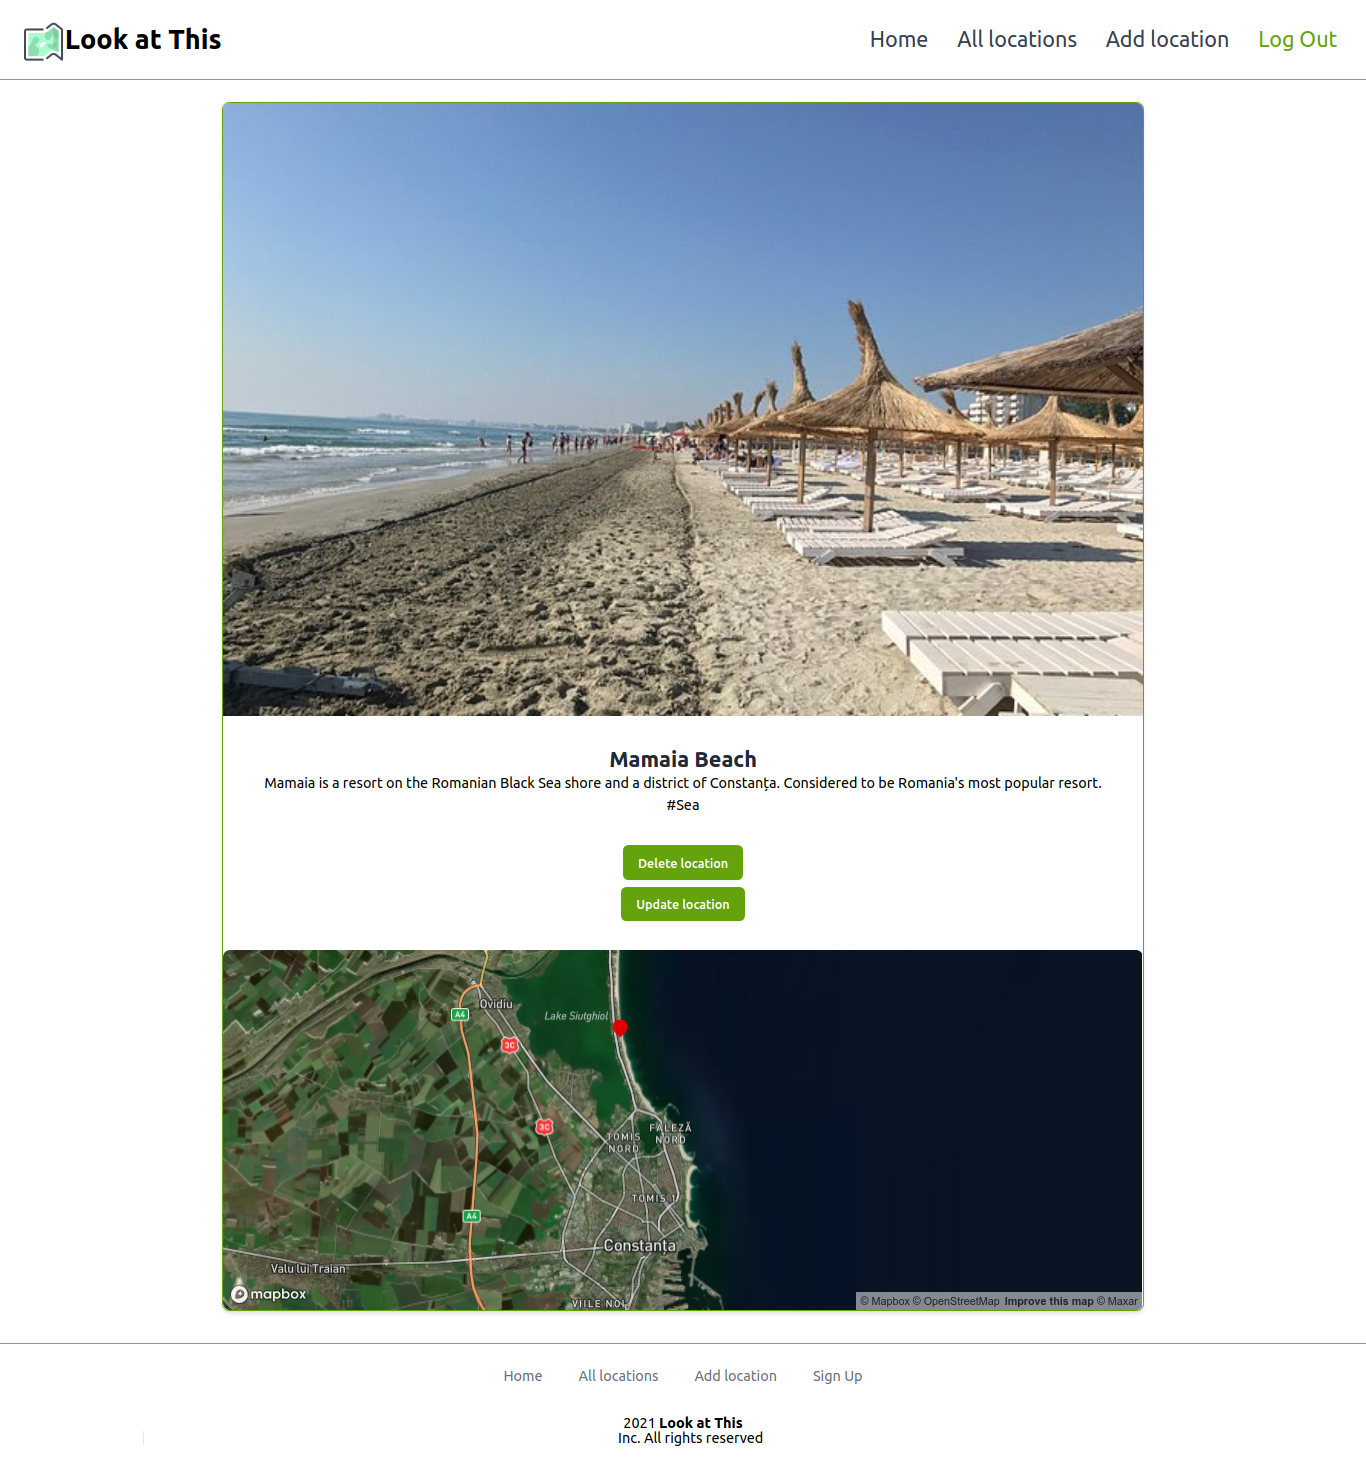 Look at This
Home All locations Add location Log Out
Mamaia Beach
Mamaia is a resort on the Romanian Black Sea shore and a district of Constanța. Considered to be Romania's most popular resort.
#Sea
Delete location
Update location
Ovidiu
A4
Lake Siutghiol
3C
3C
FALEZĂ
NORD
TOMIS
NORD
TOMIS 1
A4
Constanța
Valu lui Traian
mapbox
VIILE NOI
© Mapbox © OpenStreetMap Improve this map © Maxar
Home All locations Add location Sign Up
2021 Look at This
Inc. All rights reserved